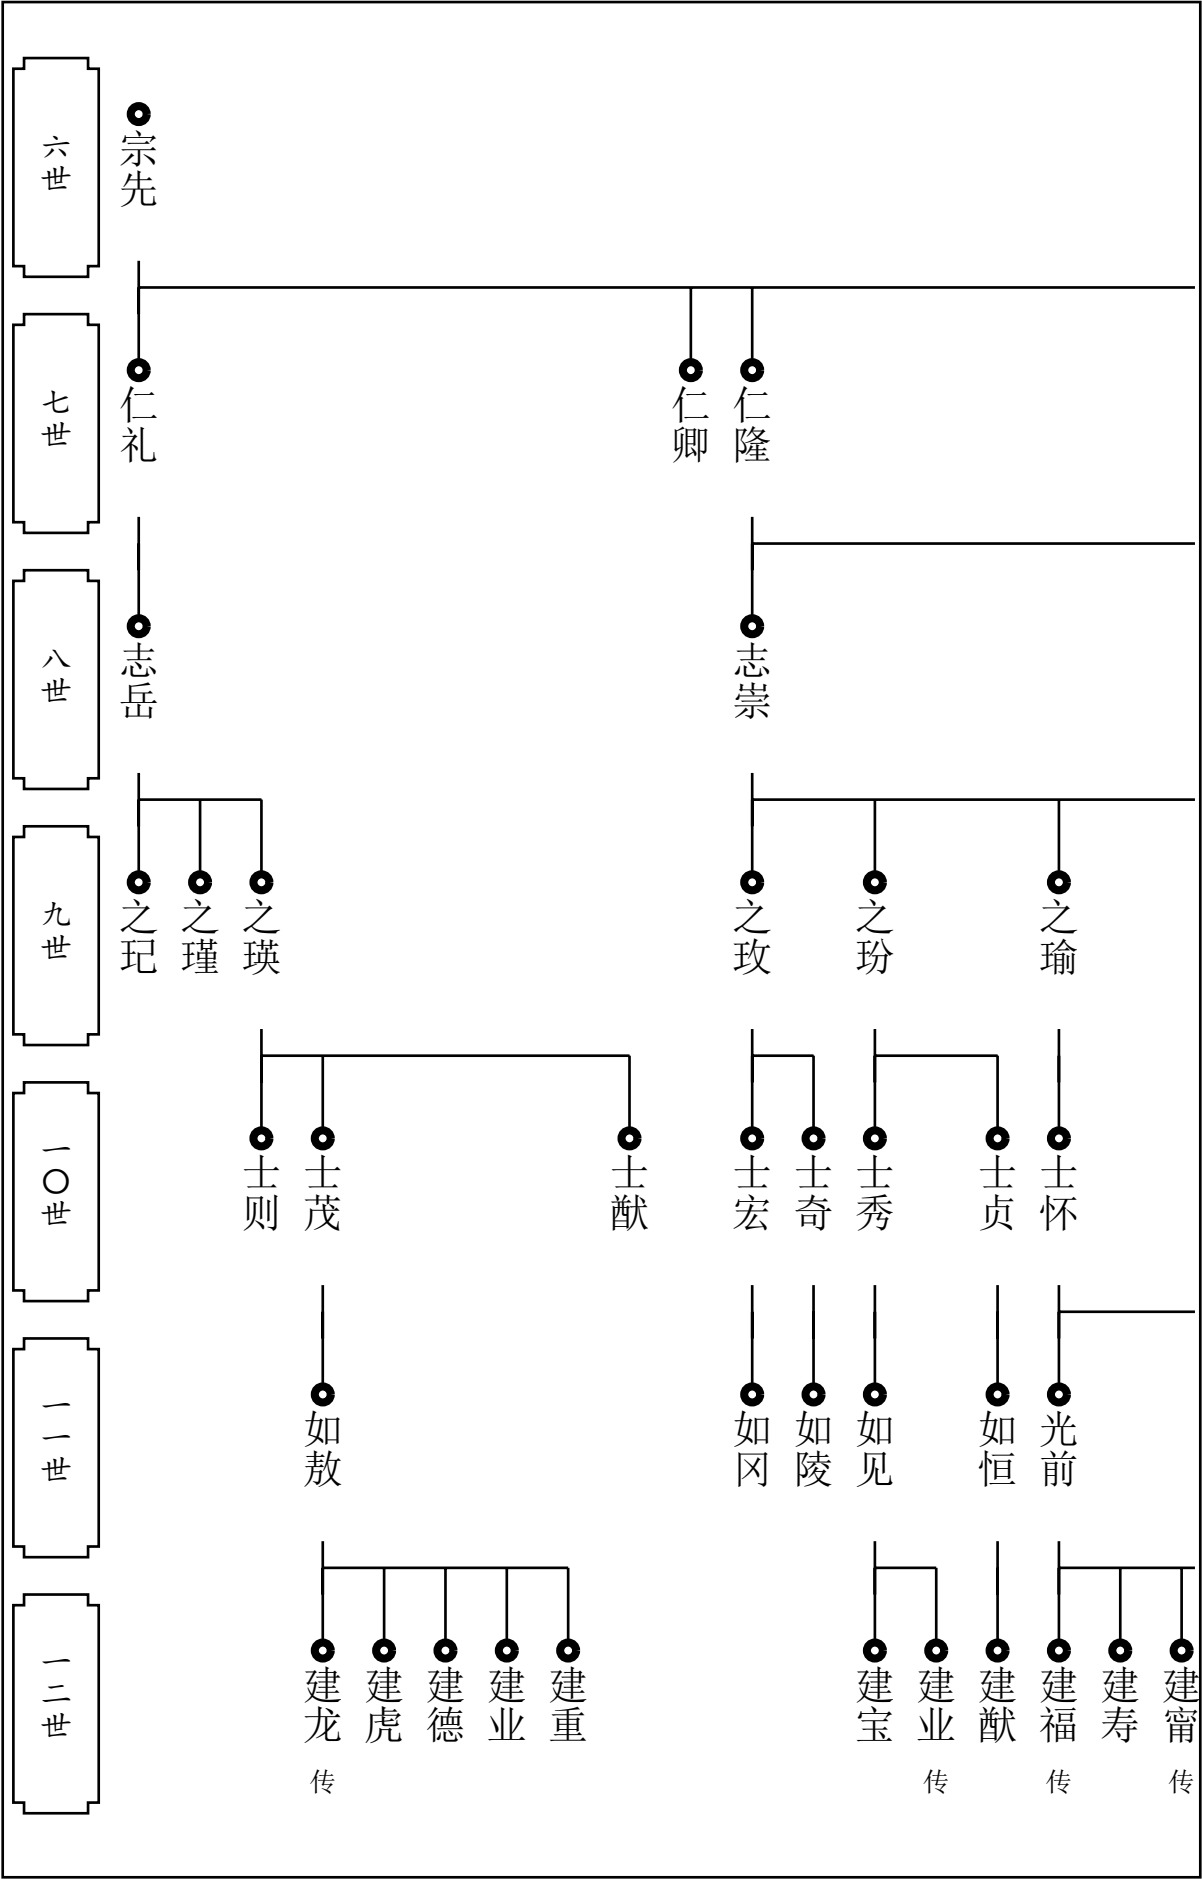 六世
宗先
七世
仁礼
仁卿
仁隆
八世
志岳
志崇
九世
之玘
之瑾
之瑛
之玫
之玢
之瑜
一〇世
士则
士茂
士猷
士宏
士奇
士秀
士贞
士怀
一一世
如敖
如冈
如陵
如见
如恒
光前
一二世
建龙
传
建虎
建德
建业
建重
建宝
建业
传
建猷
建福
传
建寿
建甯
传